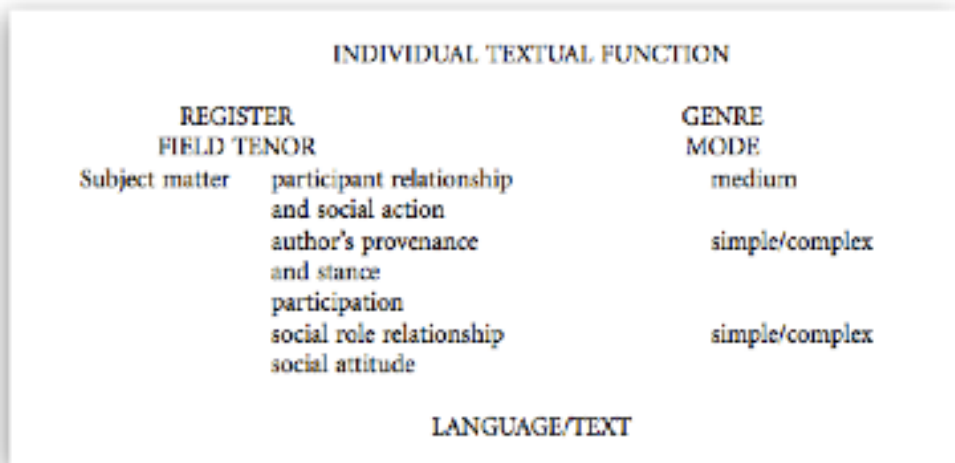 INDIVIDUAL TEXTUAL FUNCTION
REGISTER GENRE
FIELD TENOR MODE
Subject matter participant relationship medium
and social action
author's provenance simple/complex
and stance
participation
social role relationship simple/complex
social attitude
LANGUAGE/TEXT